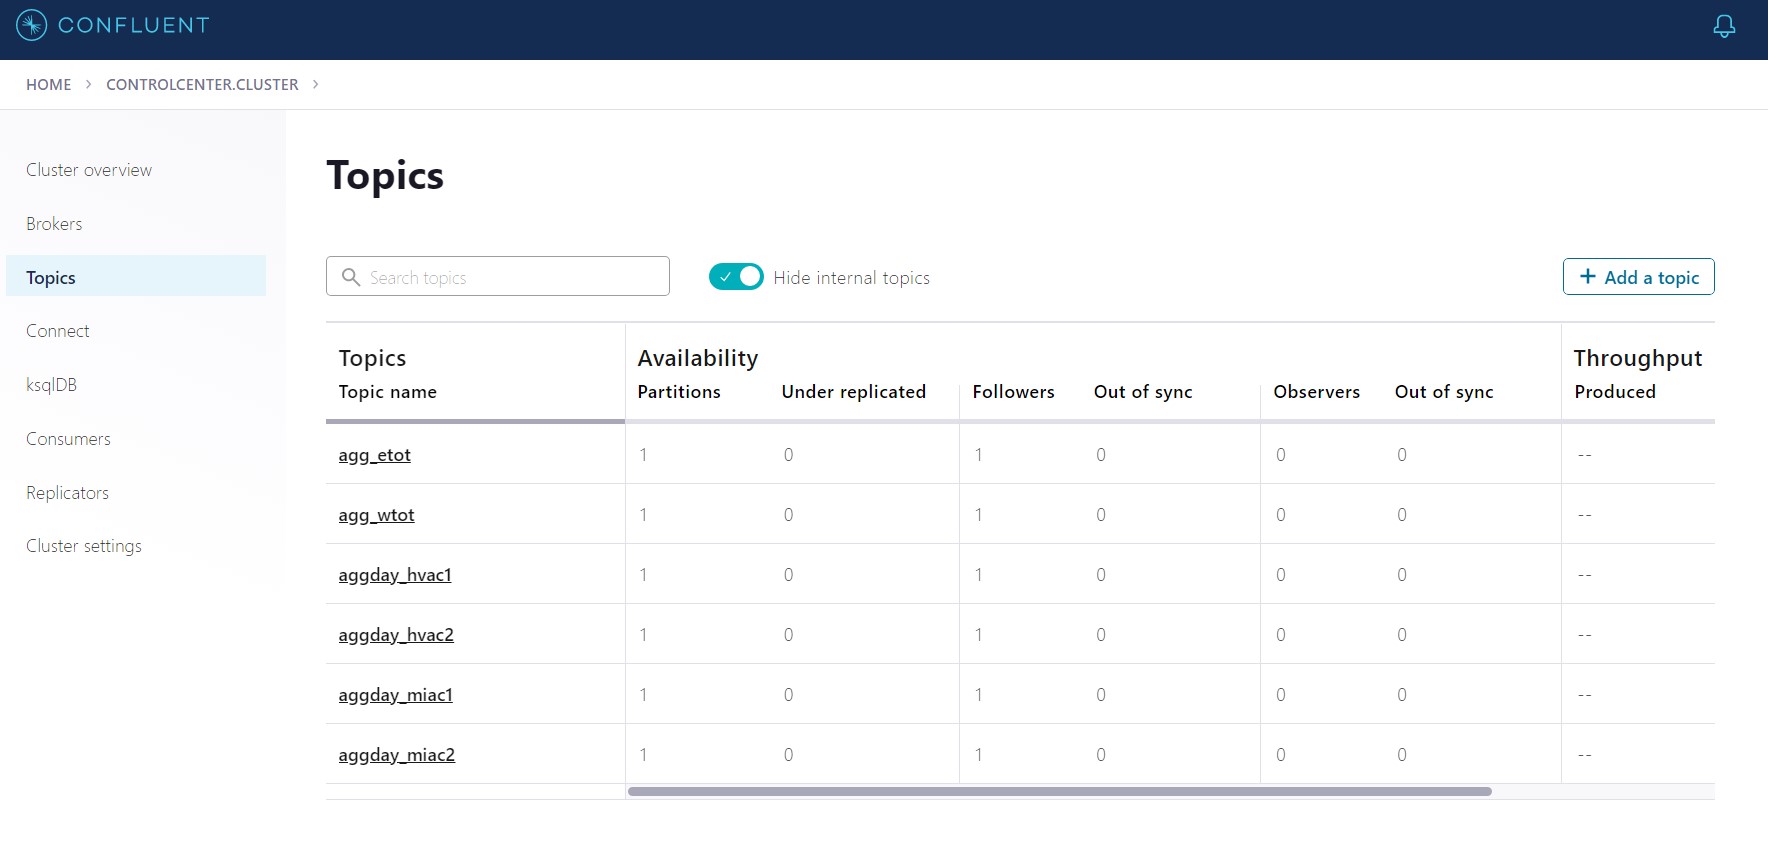 CONFLUENT
HOME > CONTROLCENTER.CLUSTER >
Cluster overview
Brokers
Topics
Connect
ksqlDB
Consumers
Replicators
Cluster settings
Topics
Search topics
Hide internal topics
+ Add a topic
Topics Availability Throughput
Topic name Partitions Under replicated Followers Out of sync Observers Out of sync Produced
agg_etot 1 0 1 0 0 0 --
agg_wtot 1 0 1 0 0 0 --
aggday_hvac1 1 0 1 0 0 0 --
aggday_hvac2 1 0 1 0 0 0 --
aggday_miac1 1 0 1 0 0 0 --
aggday_miac2 1 0 1 0 0 0 --